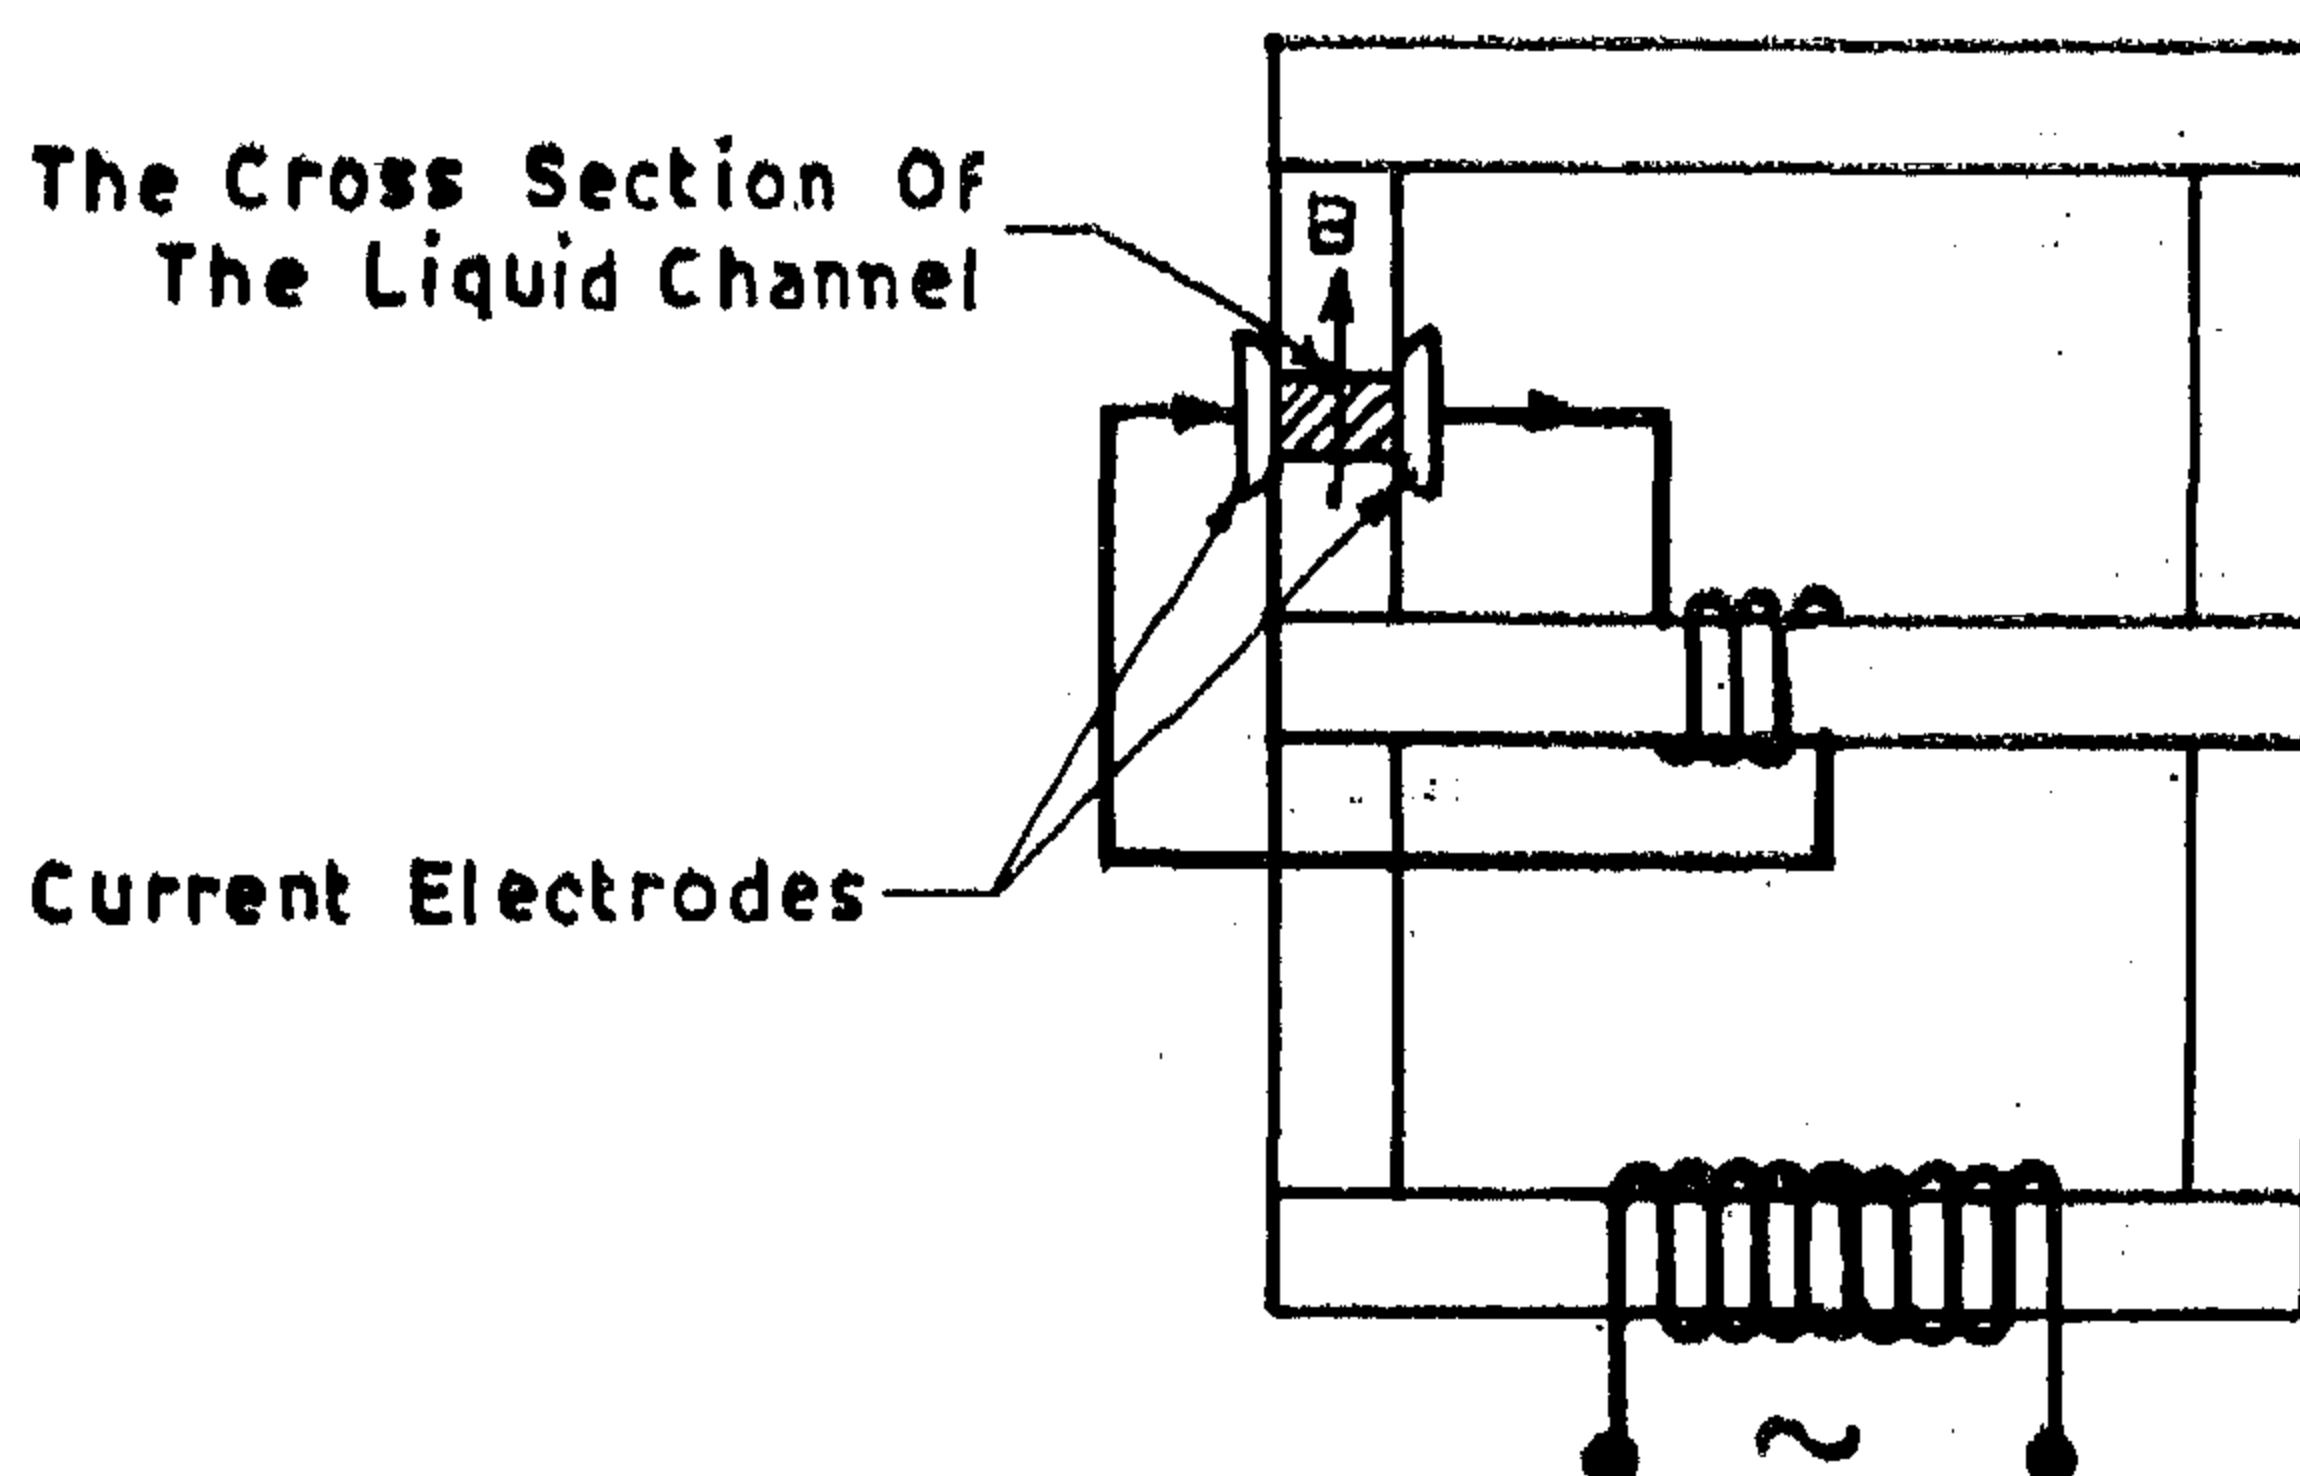 The Cross Section Of
The Liquid Channel
B
Current Electrodes
~